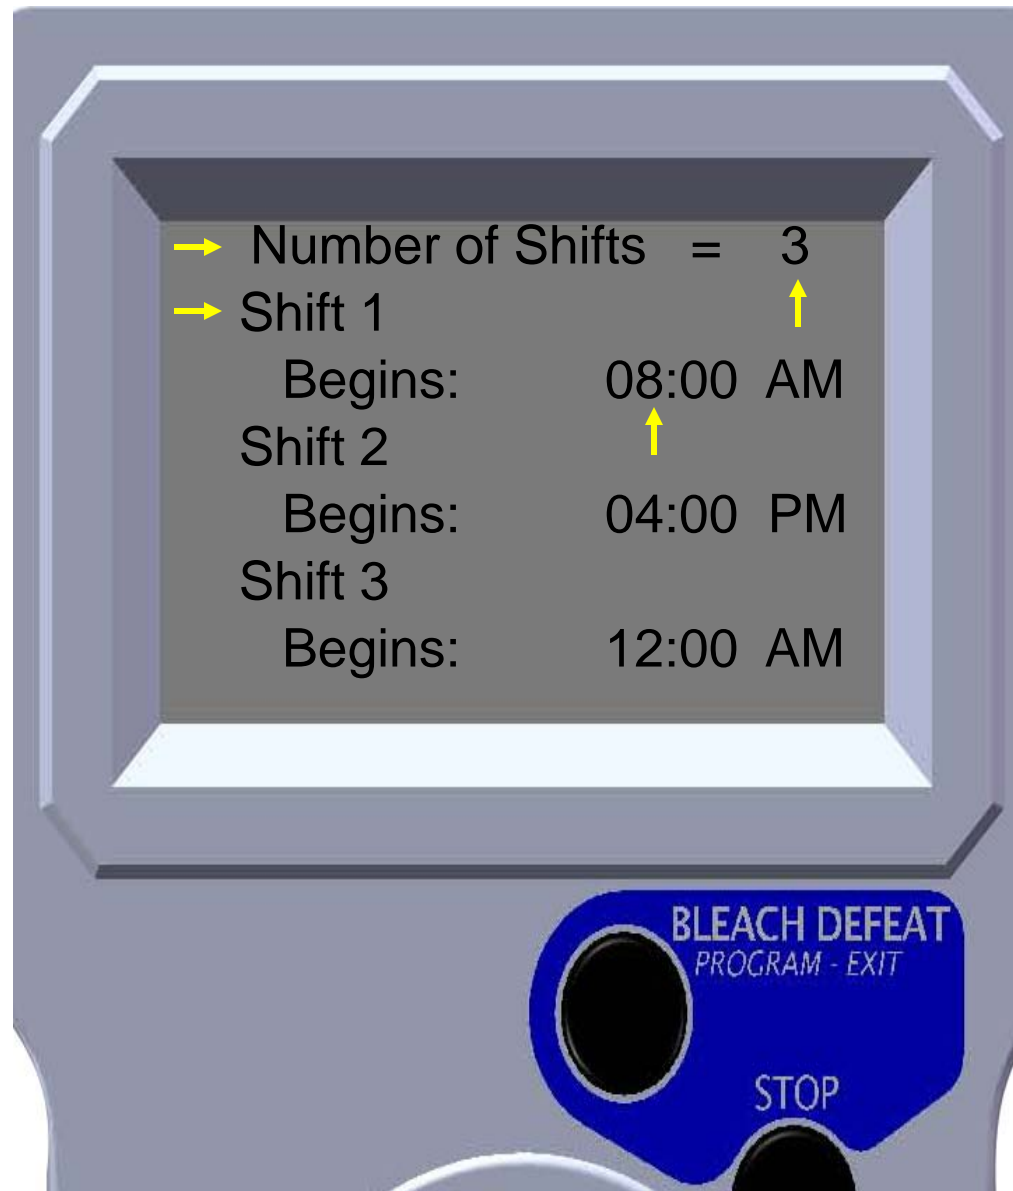 Number of Shifts = 3
Shift 1
Begins: 08:00 AM
Shift 2
Begins: 04:00 PM
Shift 3
Begins: 12:00 AM
BLEACH DEFEAT
PROGRAM - EXIT
STOP